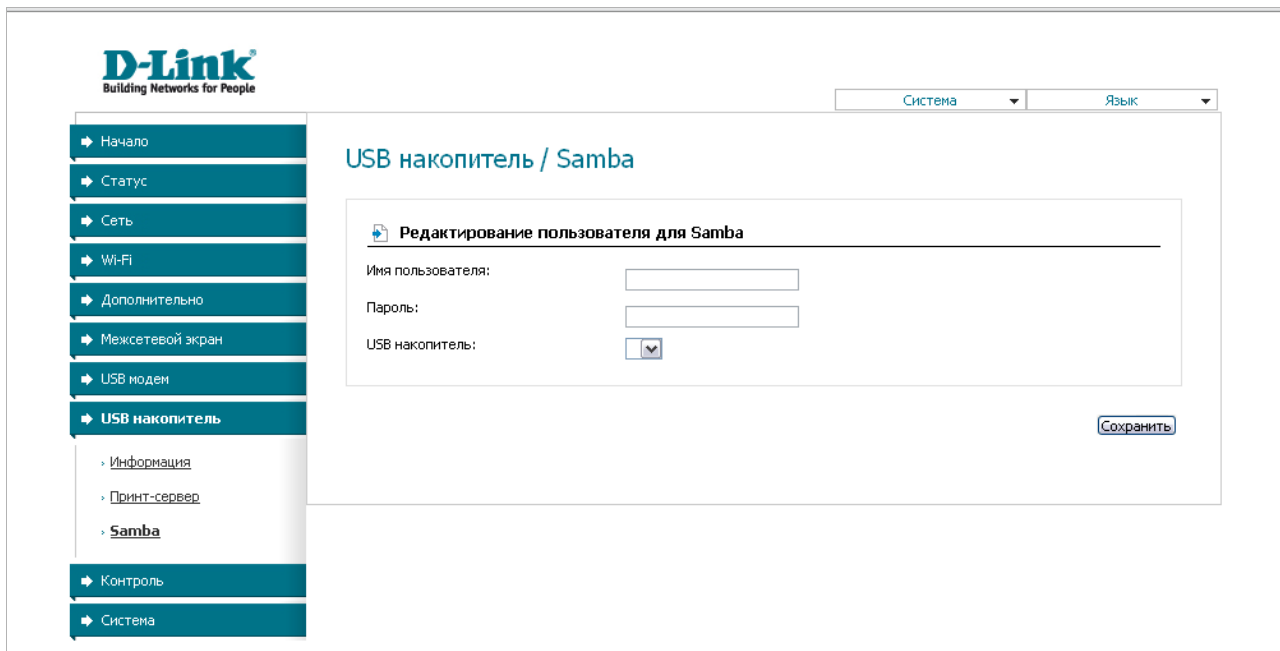 D-Link
Building Networks for People
Система
Язык
Начало
Статус
Сеть
Wi-Fi
Дополнительно
Межсетевой экран
USB модем
USB накопитель
Информация
Принт-сервер
Samba
Контроль
Система
USB накопитель / Samba
Редактирование пользователя для Samba
Имя пользователя:
Пароль:
USB накопитель:
Сохранить